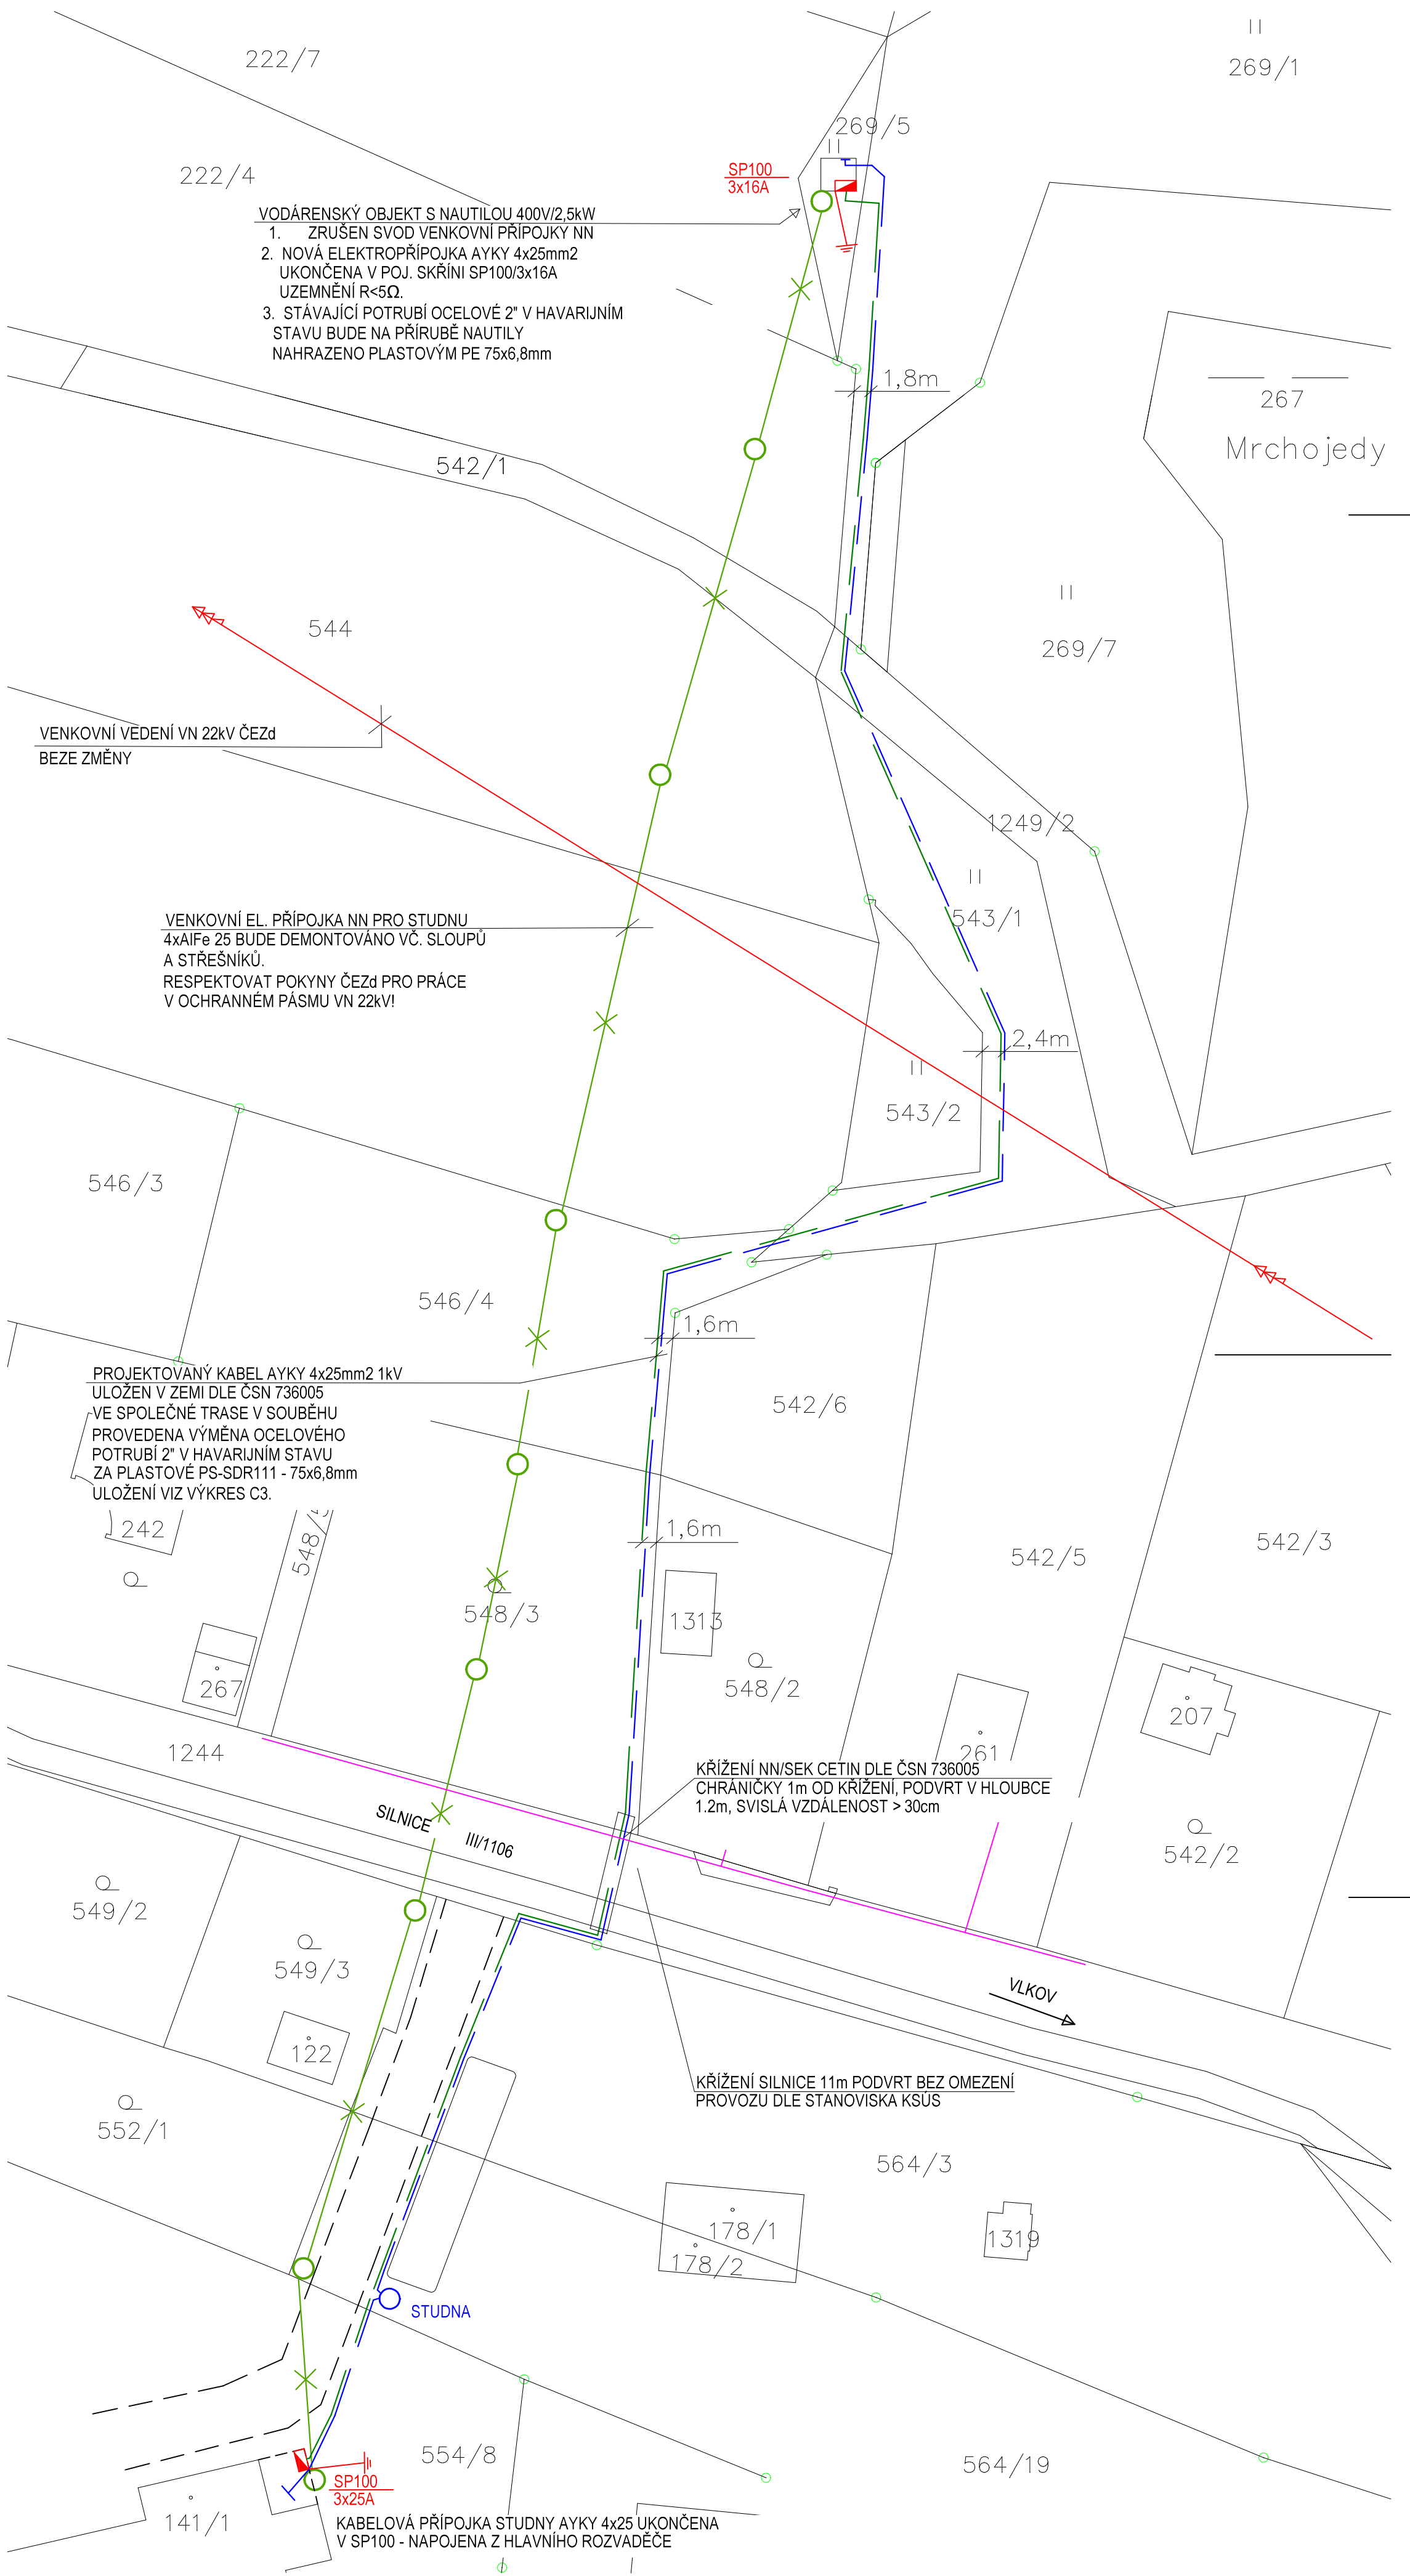 222/7
269/1
269/5
222/4
SP100
3x16A
VODÁRENSKÝ OBJEKT S NAUTILOU 400V/2,5kW
1. ZRUŠEN SVOD VENKOVNÍ PŘÍPOJKY NN
2. NOVÁ ELEKTROPŘÍPOJKA AYKY 4x25mm2
UKONČENA V POJ. SKŘÍNI SP100/3x16A
UZEMNĚNÍ R<5Ω.
3. STÁVAJÍCÍ POTRUBÍ OCELOVÉ 2" V HAVARIJNÍM
STAVU BUDE NA PŘÍRUBĚ NAUTILY
NAHRAZENO PLASTOVÝM PE 75x6,8mm
1,8m
267
Mrchojedy
542/1
544
269/7
VENKOVNÍ VEDENÍ VN 22kV ČEZd
BEZE ZMĚNY
1249/2
543/1
VENKOVNÍ EL. PŘÍPOJKA NN PRO STUDNU
4xAlFe 25 BUDE DEMONTOVÁNO VČ. SLOUPŮ
A STŘEŠNÍKŮ.
RESPEKTOVAT POKYNY ČEZd PRO PRÁCE
V OCHRANNÉM PÁSMU VN 22kV!
2,4m
543/2
546/3
546/4
1,6m
PROJEKTOVANÝ KABEL AYKY 4x25mm2 1kV
ULOŽEN V ZEMI DLE ČSN 736005
VE SPOLEČNÉ TRASE V SOUBĚHU
PROVEDENA VÝMĚNA OCELOVÉHO
POTRUBÍ 2" V HAVARIJNÍM STAVU
ZA PLASTOVÉ PS-SDR111 - 75x6,8mm
ULOŽENÍ VIZ VÝKRES C3.
542/6
242
1,6m
542/5
542/3
548/3
1313
548/2
267
207
1244
261
KŘÍŽENÍ NN/SEK CETIN DLE ČSN 736005
CHRÁNIČKY 1m OD KŘÍŽENÍ, PODVRT V HLOUBCE
1.2m, SVISLÁ VZDÁLENOST > 30cm
SILNICE III/1106
542/2
549/2
549/3
VLKOV
122
KŘÍŽENÍ SILNICE 11m PODVRT BEZ OMEZENÍ
PROVOZU DLE STANOVISKA KSÚS
552/1
564/3
178/1
1319
178/2
STUDNA
554/8
564/19
SP100
3x25A
141/1
KABELOVÁ PŘÍPOJKA STUDNY AYKY 4x25 UKONČENA
V SP100 - NAPOJENA Z HLAVNÍHO ROZVADĚČE